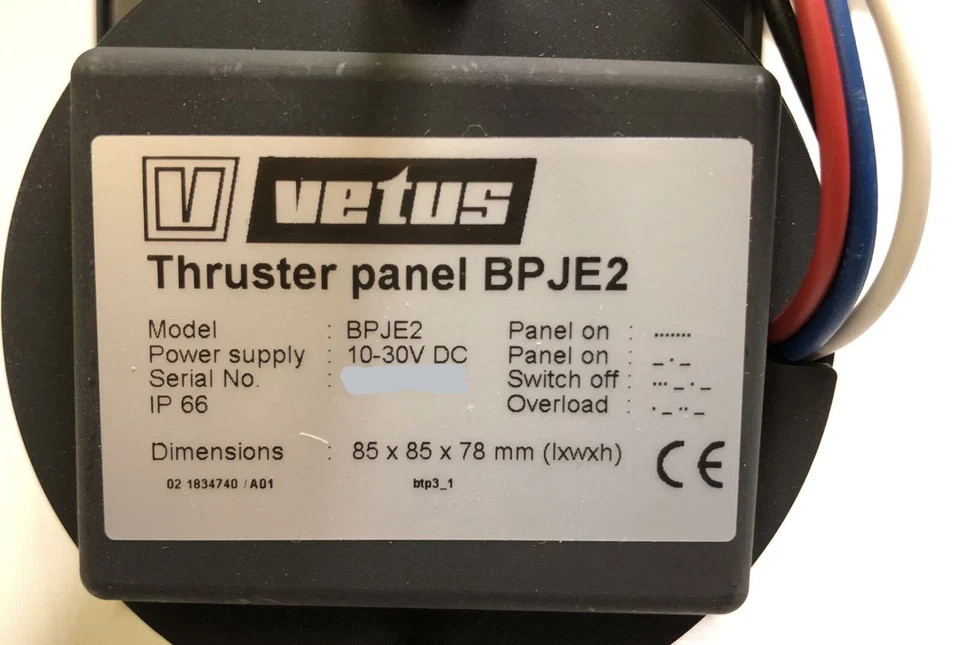 V vetus
Thruster panel BPJE2
Model : BPJE2
Power supply : 10-30V DC
Serial No. :
IP 66
Panel on : .......
Panel on : _._
Switch off : ..._._
Overload : ._.._
Dimensions : 85 x 85 x 78 mm (lxwxh)
CE
02 1834740 / A01
btp3_1